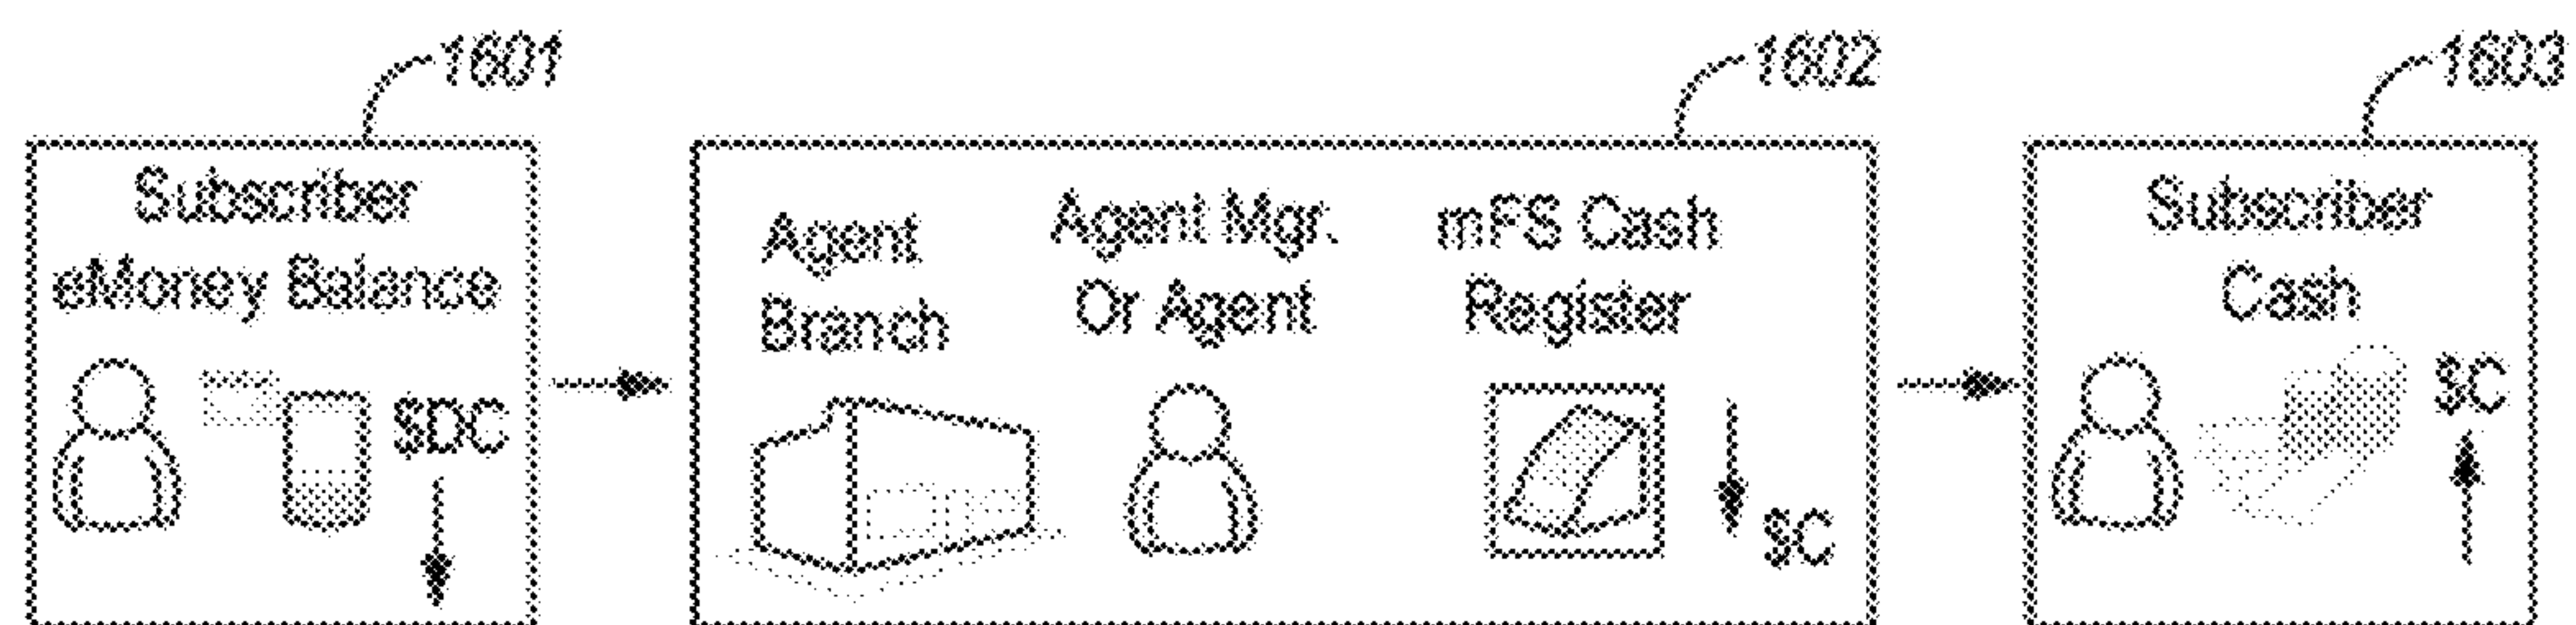 1601
1602
1603
Subscriber
eMoney Balance
$DC
Agent
Branch
Agent Mgr.
Or Agent
mFS Cash
Register
$C
Subscriber
Cash
$C